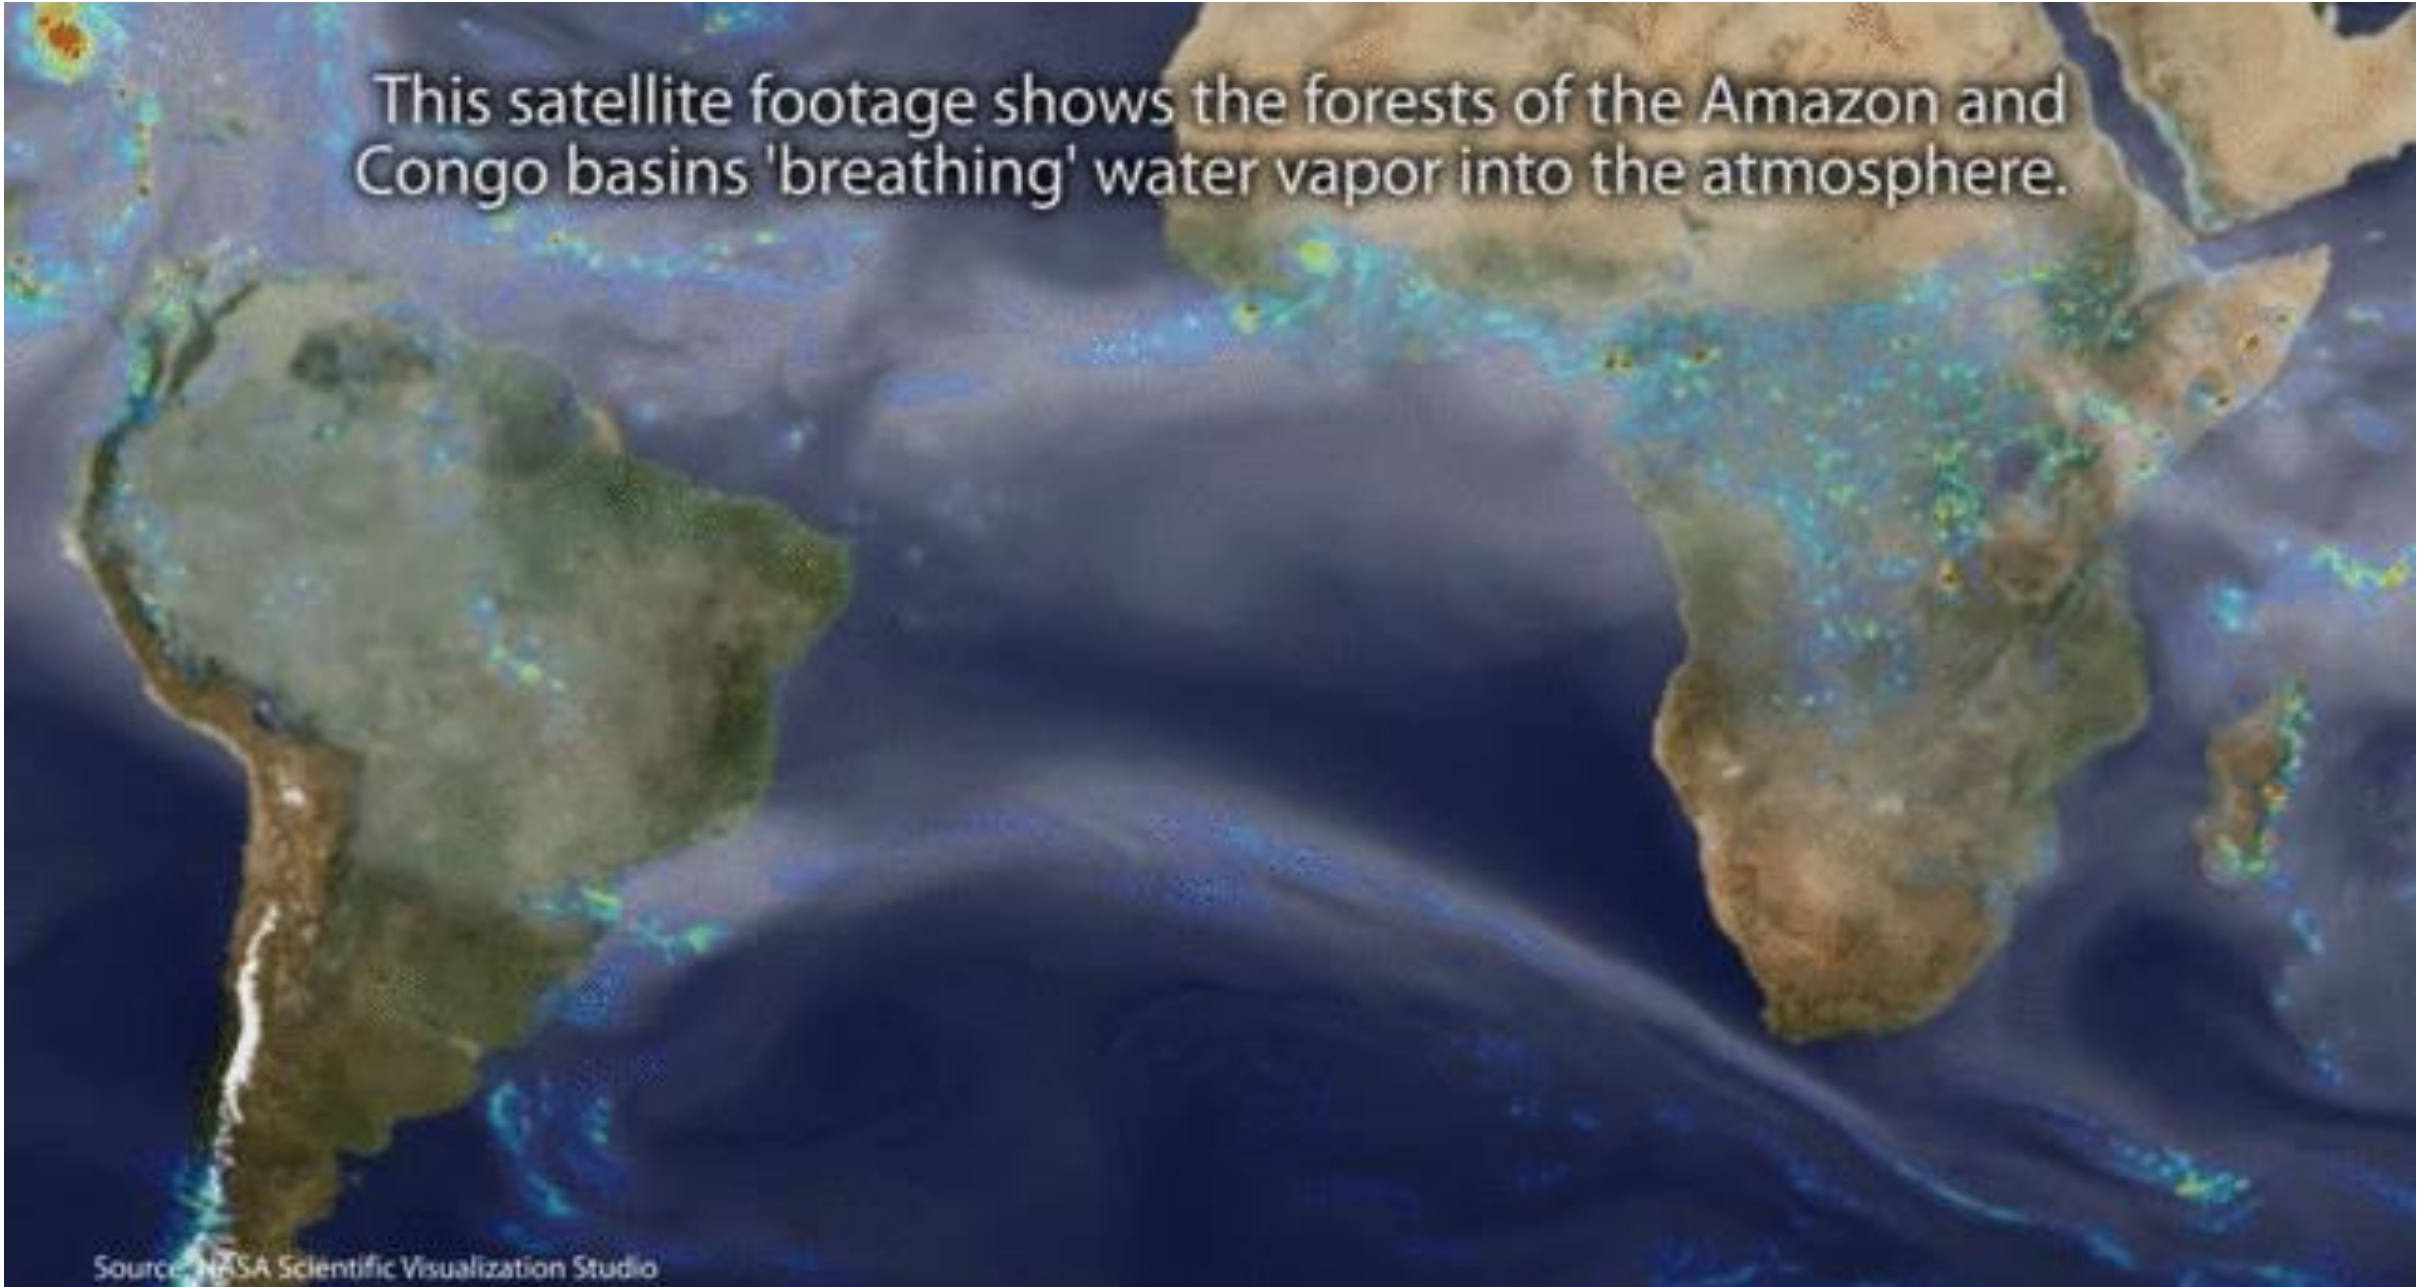 This satellite footage shows the forests of the Amazon and
Congo basins 'breathing' water vapor into the atmosphere.
Source: NASA Scientific Visualization Studio